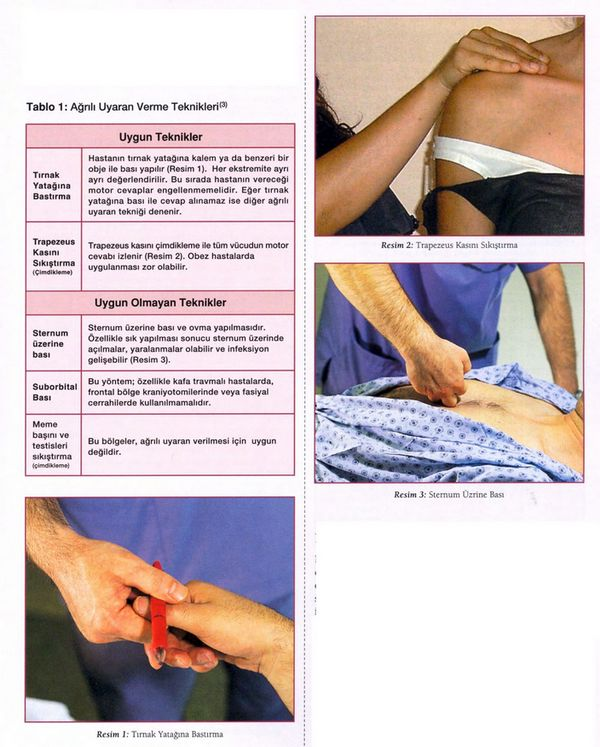 Tablo 1: Ağrılı Uyaran Verme Teknikleri(3)
Uygun Teknikler
Tırnak
Yatağına
Bastırma
Hastanın tırnak yatağına kalem ya da benzeri bir
obje ile bası yapılır (Resim 1). Her ekstremite ayrı
ayrı değerlendirilir. Bu sırada hastanın vereceği
motor cevaplar engellenmemelidir. Eğer tırnak
yatağına bası ile cevap alınamaz ise diğer ağrılı
uyaran tekniği denenir.
Trapezeus
Kasını
Sıkıştırma
(Çimdikleme)
Trapezeus kasını çimdikleme ile tüm vücudun motor
cevabı izlenir (Resim 2). Obez hastalarda
uygulanması zor olabilir.
Uygun Olmayan Teknikler
Sternum
üzerine
bası
Sternum üzerine bası ve ovma yapılmasıdır.
Özellikle sık yapılması sonucu sternum üzerinde
açılmalar, yaralanmalar olabilir ve infeksiyon
gelişebilir (Resim 3).
Suborbital
Bası
Bu yöntem; özellikle kafa travmalı hastalarda,
frontal bölge kraniyotomilerinde veya fasiyal
cerrahilerde kullanılmamalıdır.
Meme
başını ve
testisleri
sıkıştırma
(çimdikleme)
Bu bölgeler, ağrılı uyaran verilmesi için uygun
değildir.
Resim 1: Tırnak Yatağına Bastırma
Resim 2: Trapezeus Kasını Sıkıştırma
Resim 3: Sternum Üzrine Bası